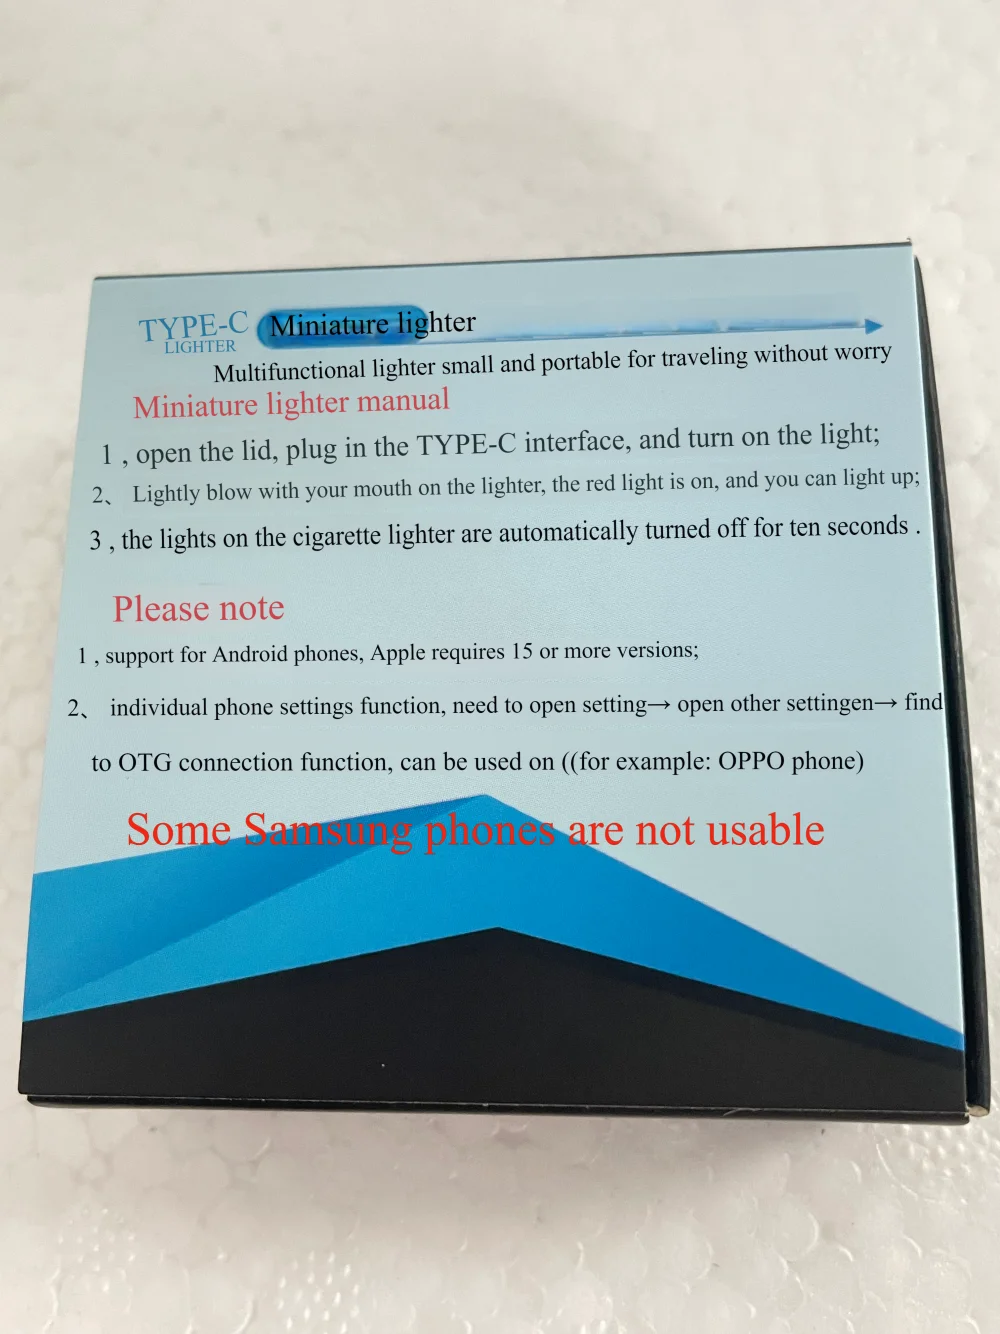 TYPE-C Miniature lighter
LIGHTER
Multifunctional lighter small and portable for traveling without worry
Miniature lighter manual
1 , open the lid, plug in the TYPE-C interface, and turn on the light;
2、 Lightly blow with your mouth on the lighter, the red light is on, and you can light up;
3 , the lights on the cigarette lighter are automatically turned off for ten seconds .
Please note
1 , support for Android phones, Apple requires 15 or more versions;
2、 individual phone settings function, need to open setting→ open other settingen→ find
to OTG connection function, can be used on ((for example: OPPO phone)
Some Samsung phones are not usable